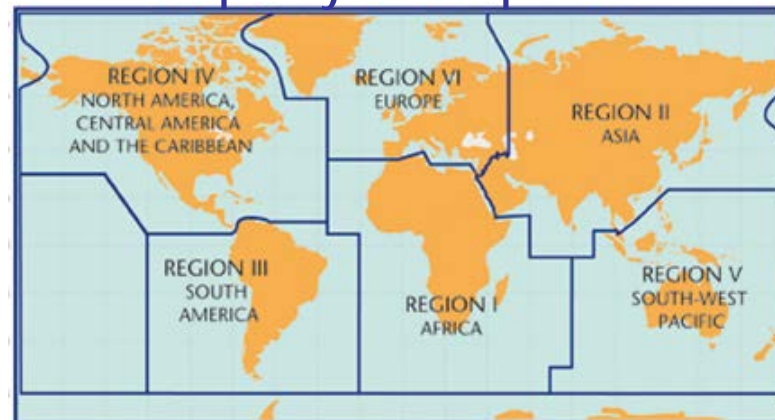 REGION IV
NORTH AMERICA,
CENTRAL AMERICA
AND THE CARIBBEAN
REGION VI
EUROPE
REGION II
ASIA
REGION III
SOUTH
AMERICA
REGION I
AFRICA
REGION V
SOUTH-WEST
PACIFIC